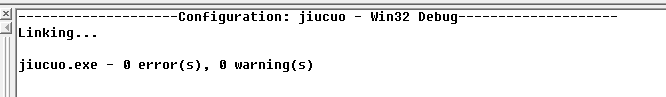 --------------------Configuration: jiucuo - Win32 Debug--------------------
Linking...
jiucuo.exe - 0 error(s), 0 warning(s)